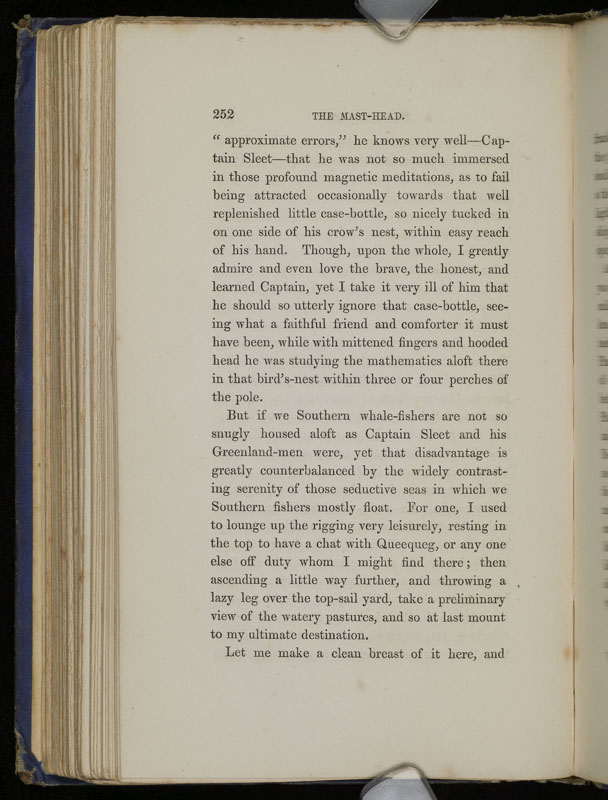 252
THE MAST-HEAD.
“ approximate errors,” he knows very well—Cap-
tain Sleet—that he was not so much immersed
in those profound magnetic meditations, as to fail
being attracted occasionally towards that well
replenished little case-bottle, so nicely tucked in
on one side of his crow’s nest, within easy reach
of his hand. Though, upon the whole, I greatly
admire and even love the brave, the honest, and
learned Captain, yet I take it very ill of him that
he should so utterly ignore that case-bottle, see-
ing what a faithful friend and comforter it must
have been, while with mittened fingers and hooded
head he was studying the mathematics aloft there
in that bird’s-nest within three or four perches of
the pole.
But if we Southern whale-fishers are not so
snugly housed aloft as Captain Sleet and his
Greenland-men were, yet that disadvantage is
greatly counterbalanced by the widely contrast-
ing serenity of those seductive seas in which we
Southern fishers mostly float. For one, I used
to lounge up the rigging very leisurely, resting in
the top to have a chat with Queequeg, or any one
else off duty whom I might find there; then
ascending a little way further, and throwing a
lazy leg over the top-sail yard, take a preliminary
view of the watery pastures, and so at last mount
to my ultimate destination.
Let me make a clean breast of it here, and